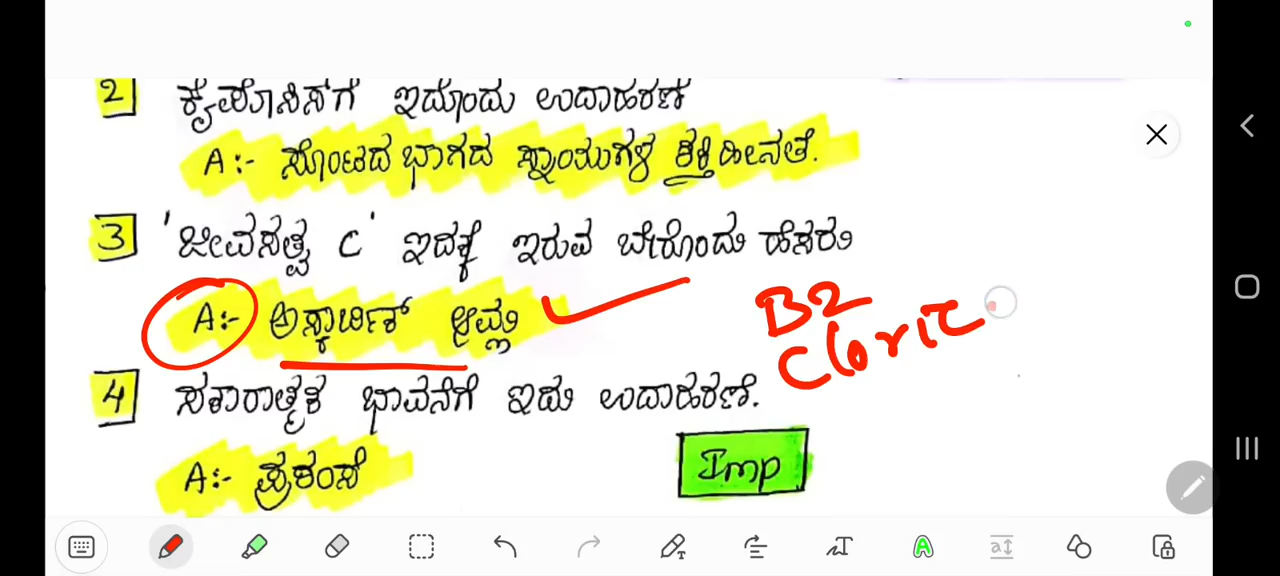 2 ಕೈಪೋಸಿಸ್‌ಗೆ ಇದೊಂದು ಉದಾಹರಣೆ
A:- ಸೊಂಟದ ಭಾಗದ ಸ್ನಾಯುಗಳ ಶಕ್ತಿಹೀನತೆ.
3 'ಜೀವಸತ್ವ C' ಇದಕ್ಕೆ ಇರುವ ಬೇರೊಂದು ಹೆಸರು
A:- ಅಸ್ಕಾರ್ಬಿಕ್ ಆಮ್ಲ
B2
Cloric
4 ಸಕಾರಾತ್ಮಕ ಭಾವನೆಗೆ ಇದು ಉದಾಹರಣೆ.
A:- ಪ್ರಶಂಸೆ
Imp